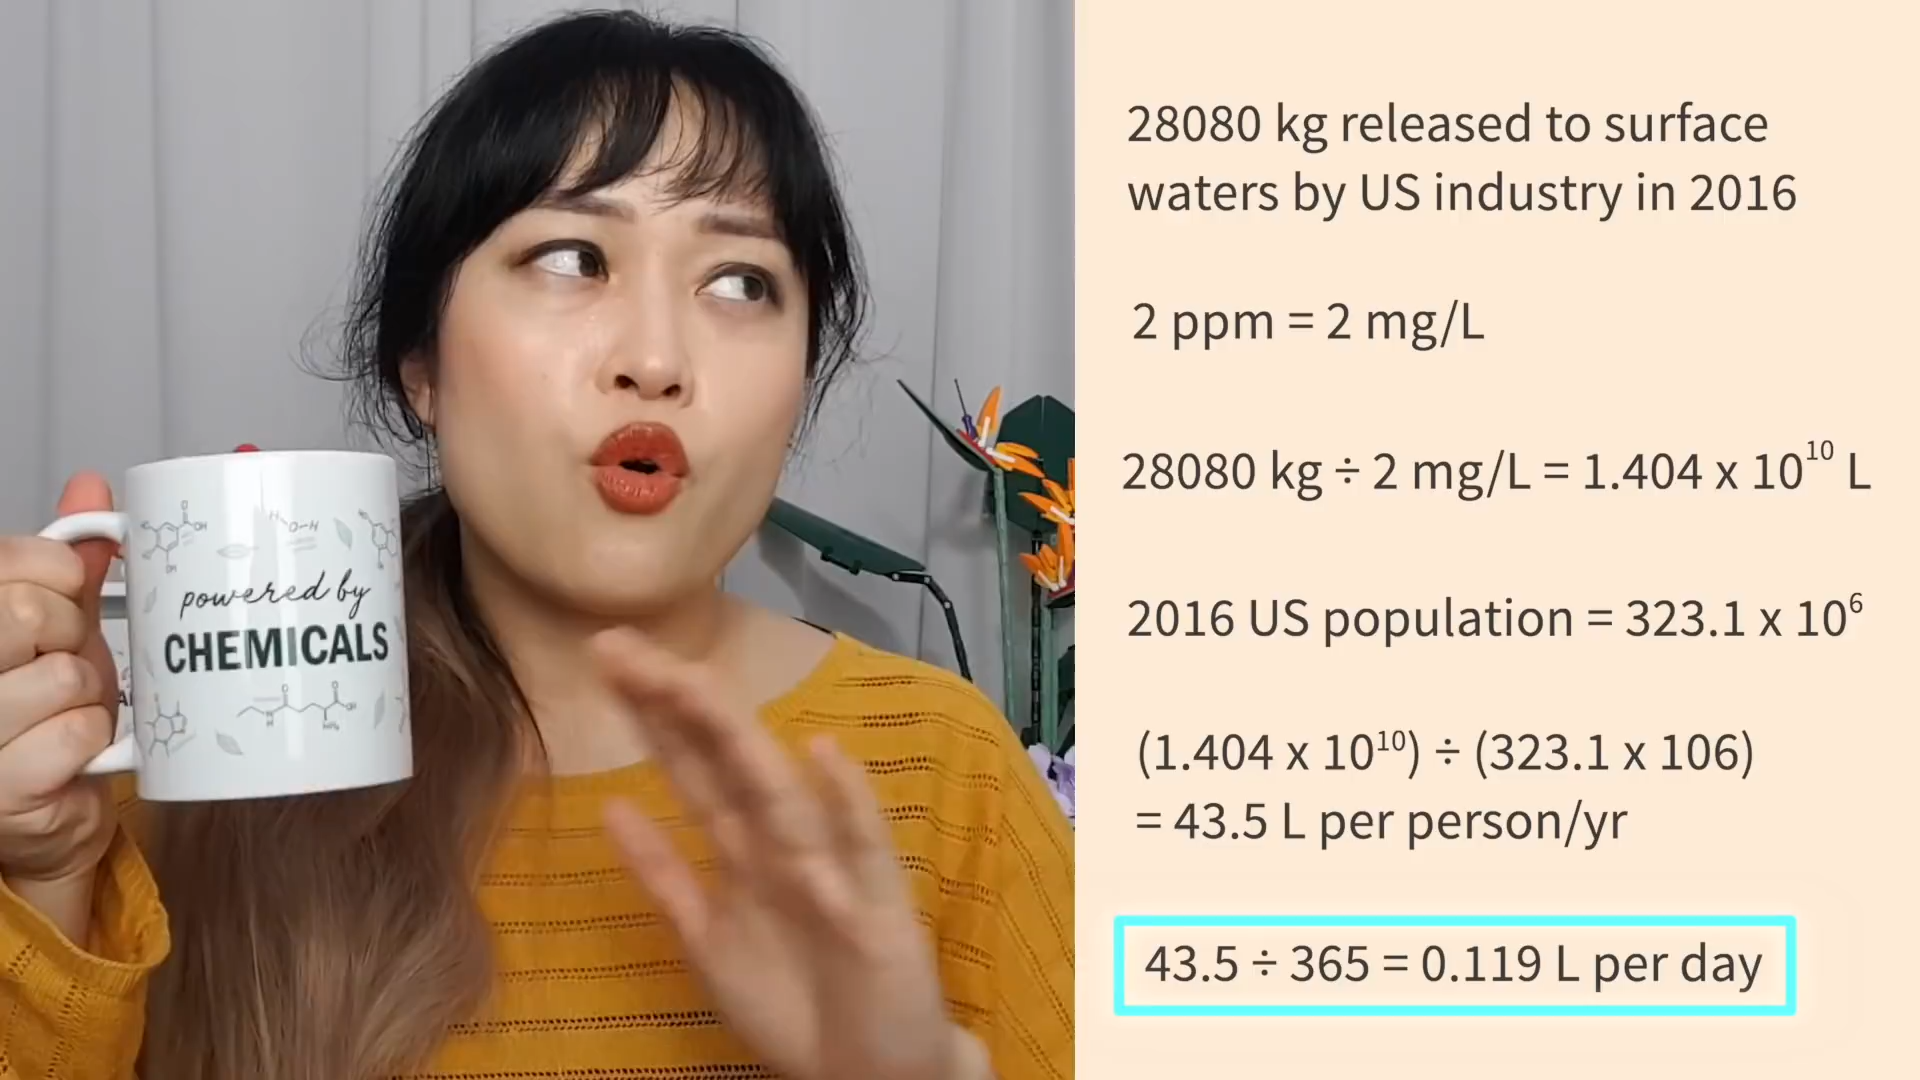 powered by
CHEMICALS
28080 kg released to surface
waters by US industry in 2016
2 ppm = 2 mg/L
28080 kg ÷ 2 mg/L = 1.404 x 10¹⁰ L
2016 US population = 323.1 x 10⁶
(1.404 x 10¹⁰) ÷ (323.1 x 106)
= 43.5 L per person/yr
43.5 ÷ 365 = 0.119 L per day